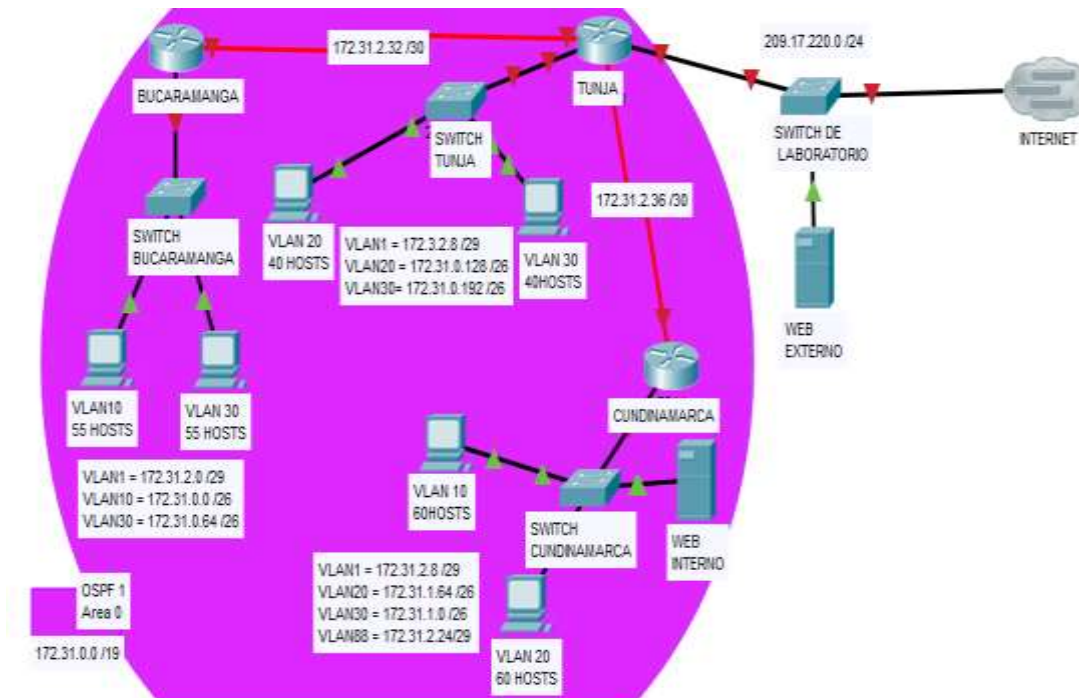 172.31.2.32 /30
209.17.220.0 /24
BUCARAMANGA
TUNJA
INTERNET
SWITCH
TUNJA
SWITCH DE
LABORATORIO
172.31.2.36 /30
SWITCH
BUCARAMANGA
VLAN 20
40 HOSTS
VLAN1 = 172.3.2.8 /29
VLAN20 = 172.31.0.128 /26
VLAN30= 172.31.0.192 /26
VLAN 30
40HOSTS
WEB
EXTERNO
VLAN10
55 HOSTS
VLAN 30
55 HOSTS
CUNDINAMARCA
VLAN1 = 172.31.2.0 /29
VLAN10 = 172.31.0.0 /26
VLAN30 = 172.31.0.64 /26
VLAN 10
60HOSTS
SWITCH
CUNDINAMARCA
WEB
INTERNO
VLAN1 = 172.31.2.8 /29
VLAN20 = 172.31.1.64 /26
VLAN30 = 172.31.1.0 /26
VLAN88 = 172.31.2.24/29
OSPF 1
Area 0
172.31.0.0 /19
VLAN 20
60 HOSTS